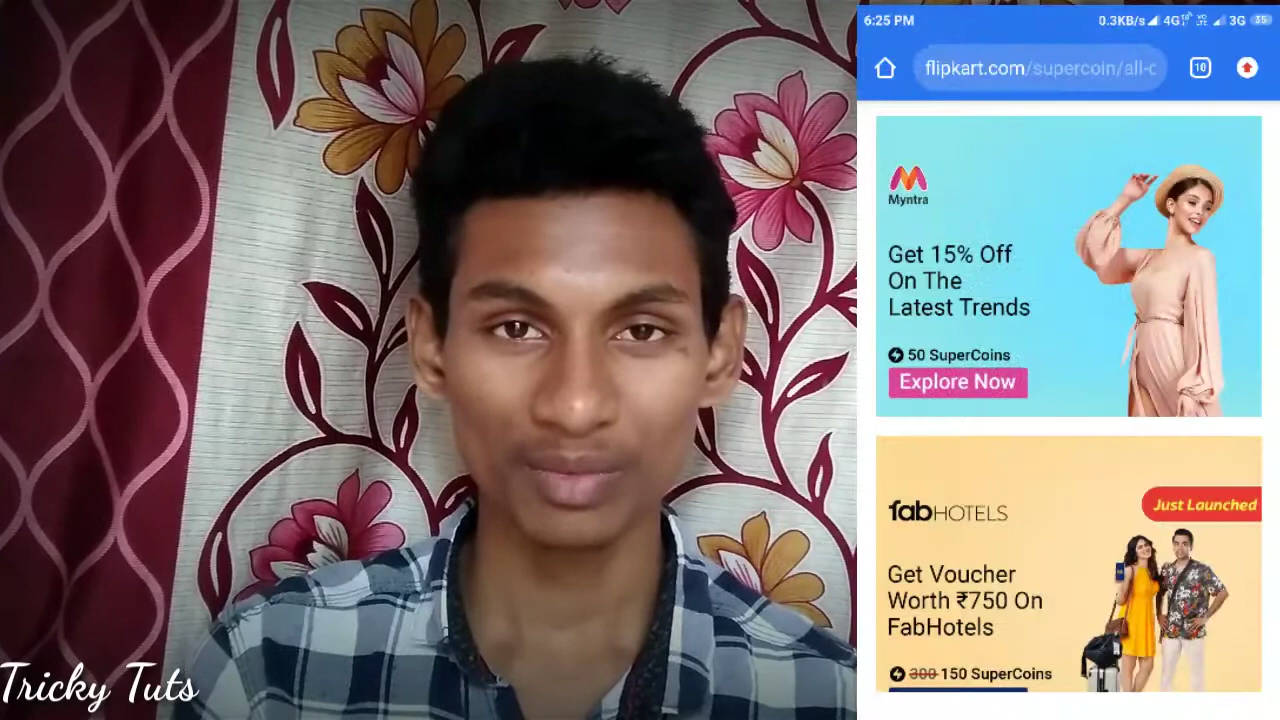 Tricky Tuts
6:25 PM 0.3KB/s 4G 3G 35
flipkart.com/supercoin/all-c 10
Myntra
Get 15% Off
On The
Latest Trends
50 SuperCoins
Explore Now
fabHOTELS
Just Launched
Get Voucher
Worth ₹750 On
FabHotels
300 150 SuperCoins